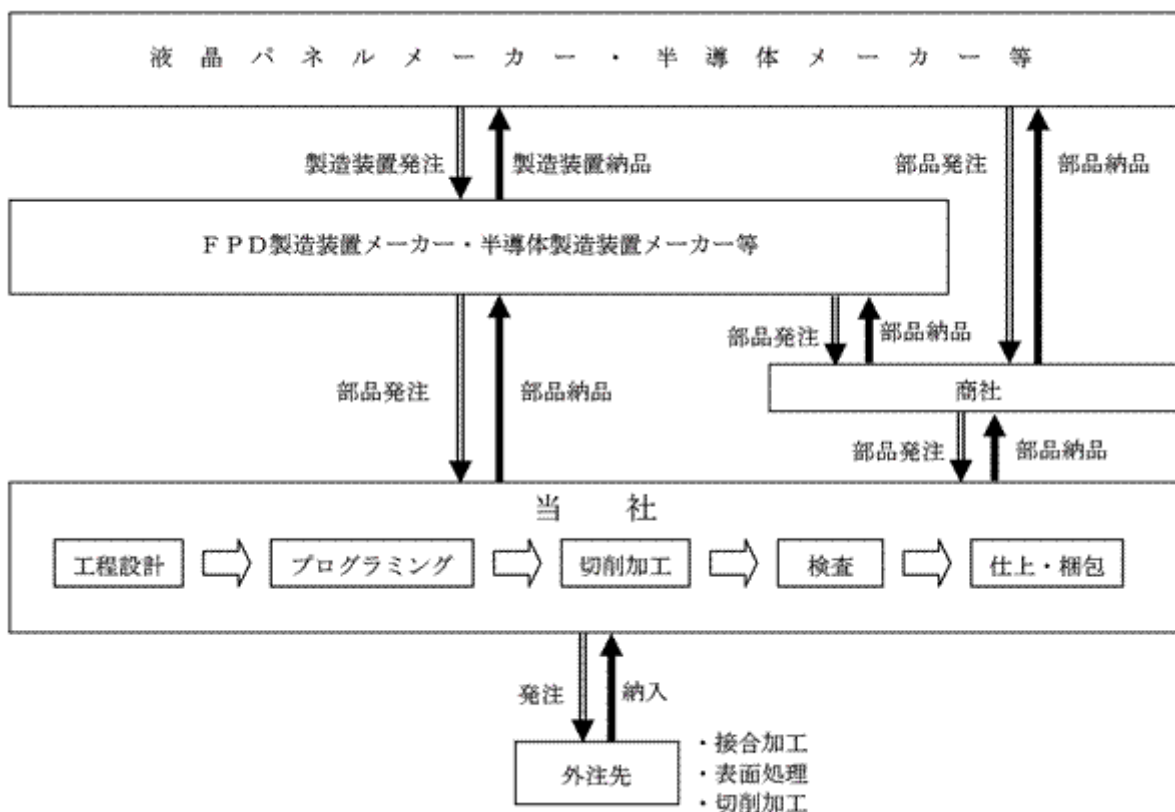 液晶パネルメーカー・半導体メーカー等
製造装置発注
製造装置納品
部品発注
部品納品
FPD製造装置メーカー・半導体製造装置メーカー等
部品発注
部品納品
部品発注
部品納品
商社
部品発注
部品納品
当社
工程設計
プログラミング
切削加工
検査
仕上・梱包
発注
納入
外注先
・接合加工
・表面処理
・切削加工